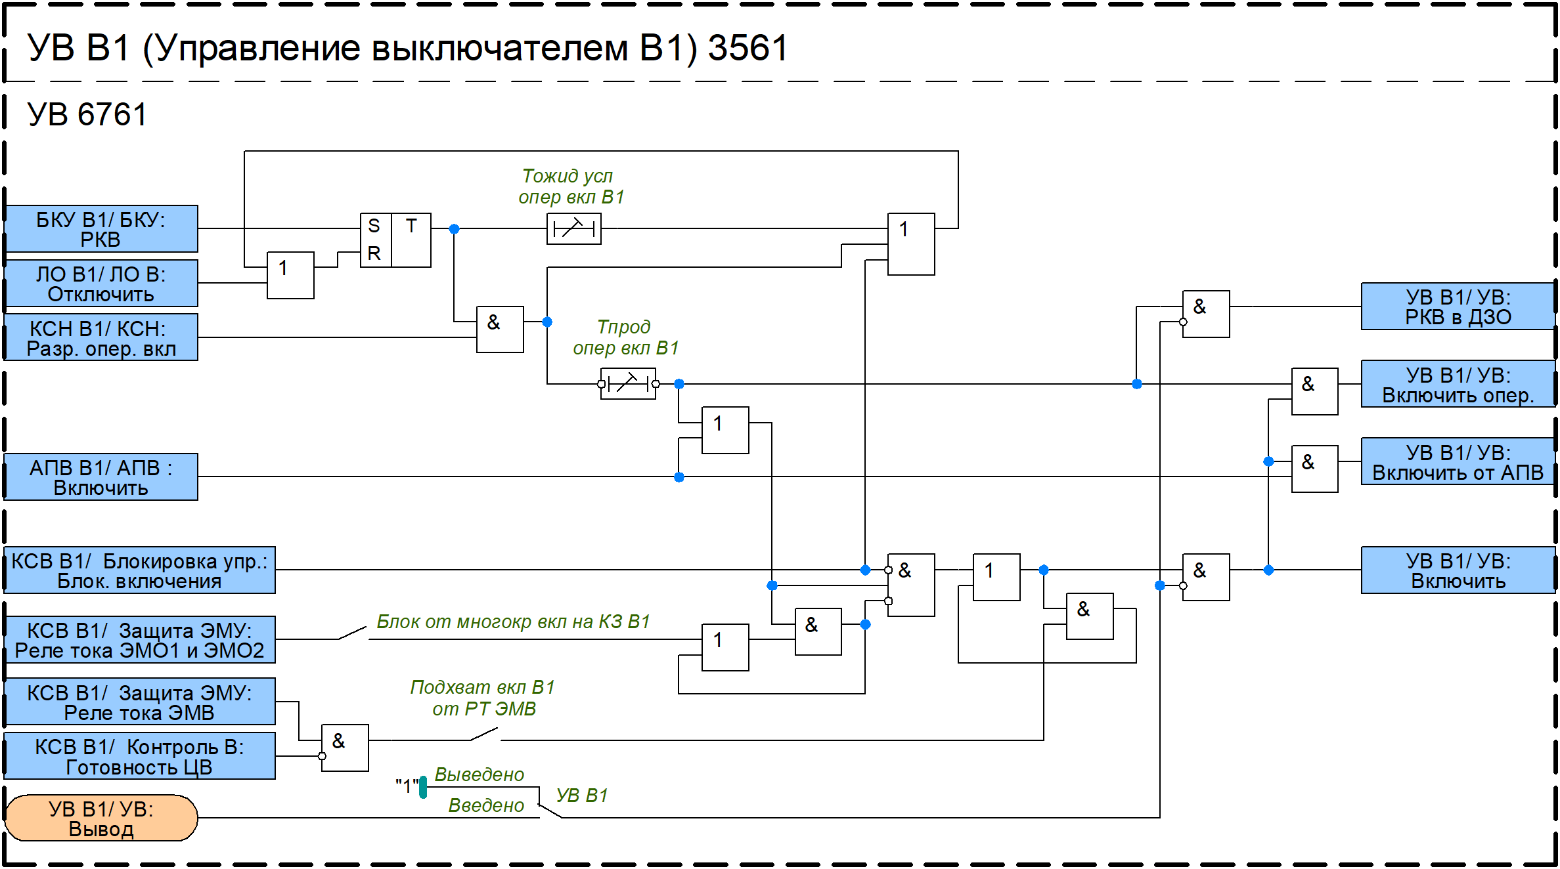 УВ В1 (Управление выключателем В1) 3561
УВ 6761
Тожид усл
опер вкл В1
БКУ В1/ БКУ:
РКВ
S
T
R
1
ЛО В1/ ЛО В:
Отключить
1
КСН В1/ КСН:
Разр. опер. вкл
&
Тпрод
опер вкл В1
&
УВ В1/ УВ:
РКВ в ДЗО
&
УВ В1/ УВ:
Включить опер.
1
АПВ В1/ АПВ :
Включить
&
УВ В1/ УВ:
Включить от АПВ
КСВ В1/ Блокировка упр.:
Блок. включения
&
1
&
УВ В1/ УВ:
Включить
&
КСВ В1/ Защита ЭМУ:
Реле тока ЭМО1 и ЭМО2
Блок от многокр вкл на КЗ В1
1
&
КСВ В1/ Защита ЭМУ:
Реле тока ЭМВ
Подхват вкл В1
от РТ ЭМВ
КСВ В1/ Контроль В:
Готовность ЦВ
&
"1"
Выведено
Введено
УВ В1
УВ В1/ УВ:
Вывод